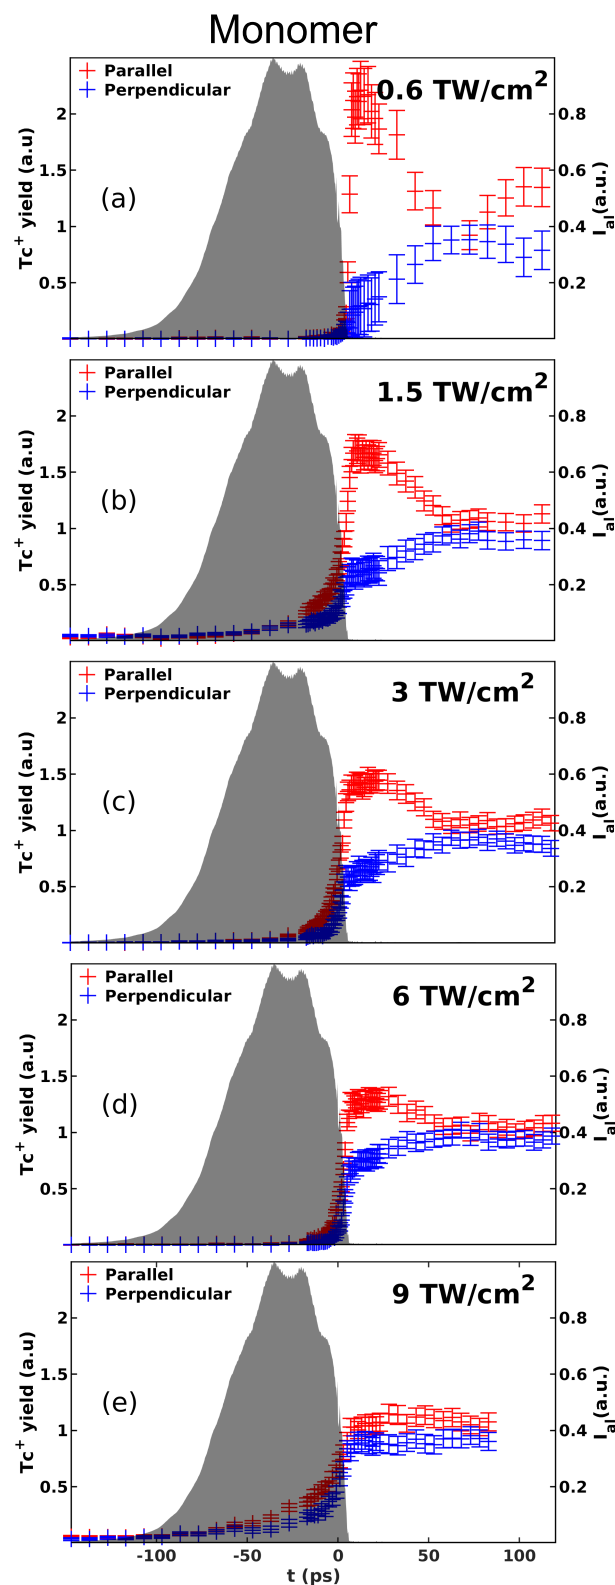 Monomer
Parallel
Perpendicular
0.6 TW/cm²
(a)
Tc⁺ yield (a.u)
2
1.5
1
0.5
0.8
0.6
0.4
0.2
I_al(a.u.)
Parallel
Perpendicular
1.5 TW/cm²
(b)
Tc⁺ yield (a.u)
2
1.5
1
0.5
0.8
0.6
0.4
0.2
I_al(a.u.)
Parallel
Perpendicular
3 TW/cm²
(c)
Tc⁺ yield (a.u)
2
1.5
1
0.5
0.8
0.6
0.4
0.2
I_al(a.u.)
Parallel
Perpendicular
6 TW/cm²
(d)
Tc⁺ yield (a.u)
2
1.5
1
0.5
0.8
0.6
0.4
0.2
I_al(a.u.)
Parallel
Perpendicular
9 TW/cm²
(e)
Tc⁺ yield (a.u)
2
1.5
1
0.5
0.8
0.6
0.4
0.2
I_al(a.u.)
-100 -50 0 50 100
t (ps)